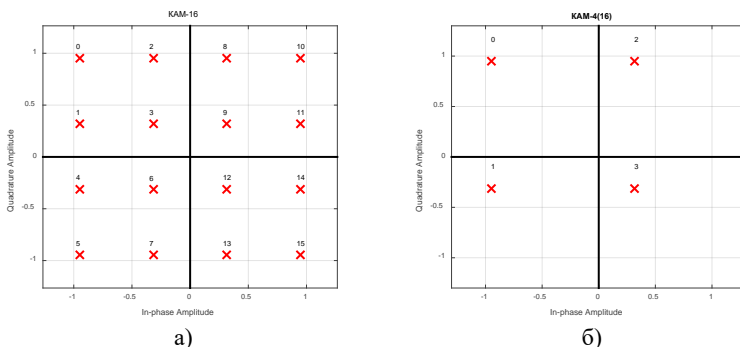 КАМ-16
0 2 8 10
1
1 3 9 11
0.5
0
4 6 12 14
-0.5
5 7 13 15
-1
-1 -0.5 0 0.5 1
In-phase Amplitude
Quadrature Amplitude
а)
КАМ-4(16)
0 2
1
0.5
0
1 3
-0.5
-1
-1 -0.5 0 0.5 1
In-phase Amplitude
Quadrature Amplitude
б)